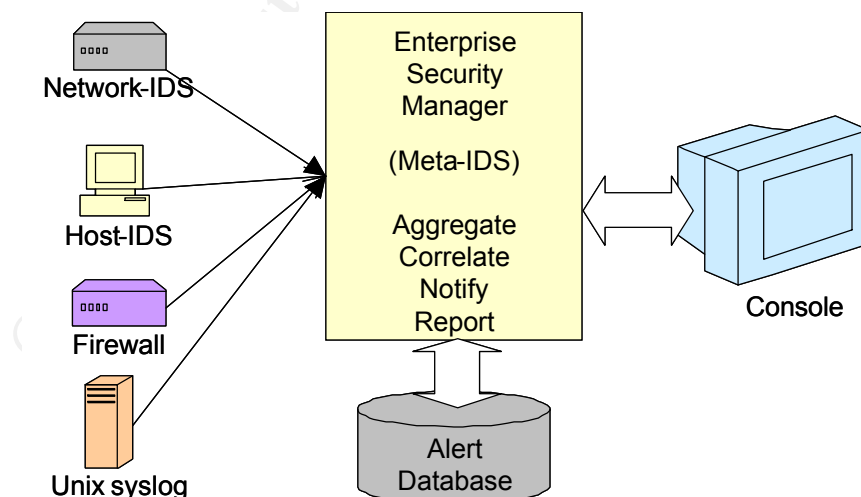 Network-IDS
Host-IDS
Firewall
Unix syslog
Enterprise
Security
Manager
(Meta-IDS)
Aggregate
Correlate
Notify
Report
Alert
Database
Console